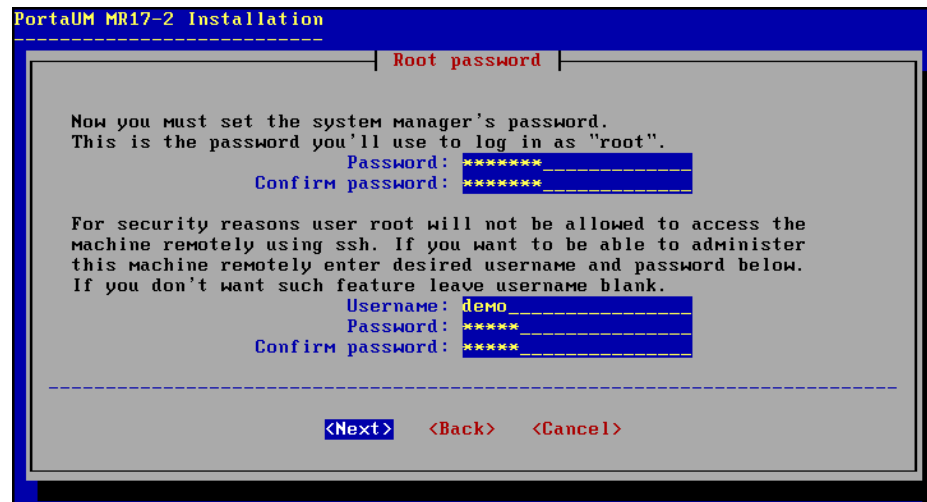 PortaUM MR17-2 Installation
Root password
Now you must set the system manager's password.
This is the password you'll use to log in as "root".
Password: *******
Confirm password: *******
For security reasons user root will not be allowed to access the
machine remotely using ssh. If you want to be able to administer
this machine remotely enter desired username and password below.
If you don't want such feature leave username blank.
Username: demo
Password: *****
Confirm password: *****
<Next> <Back> <Cancel>